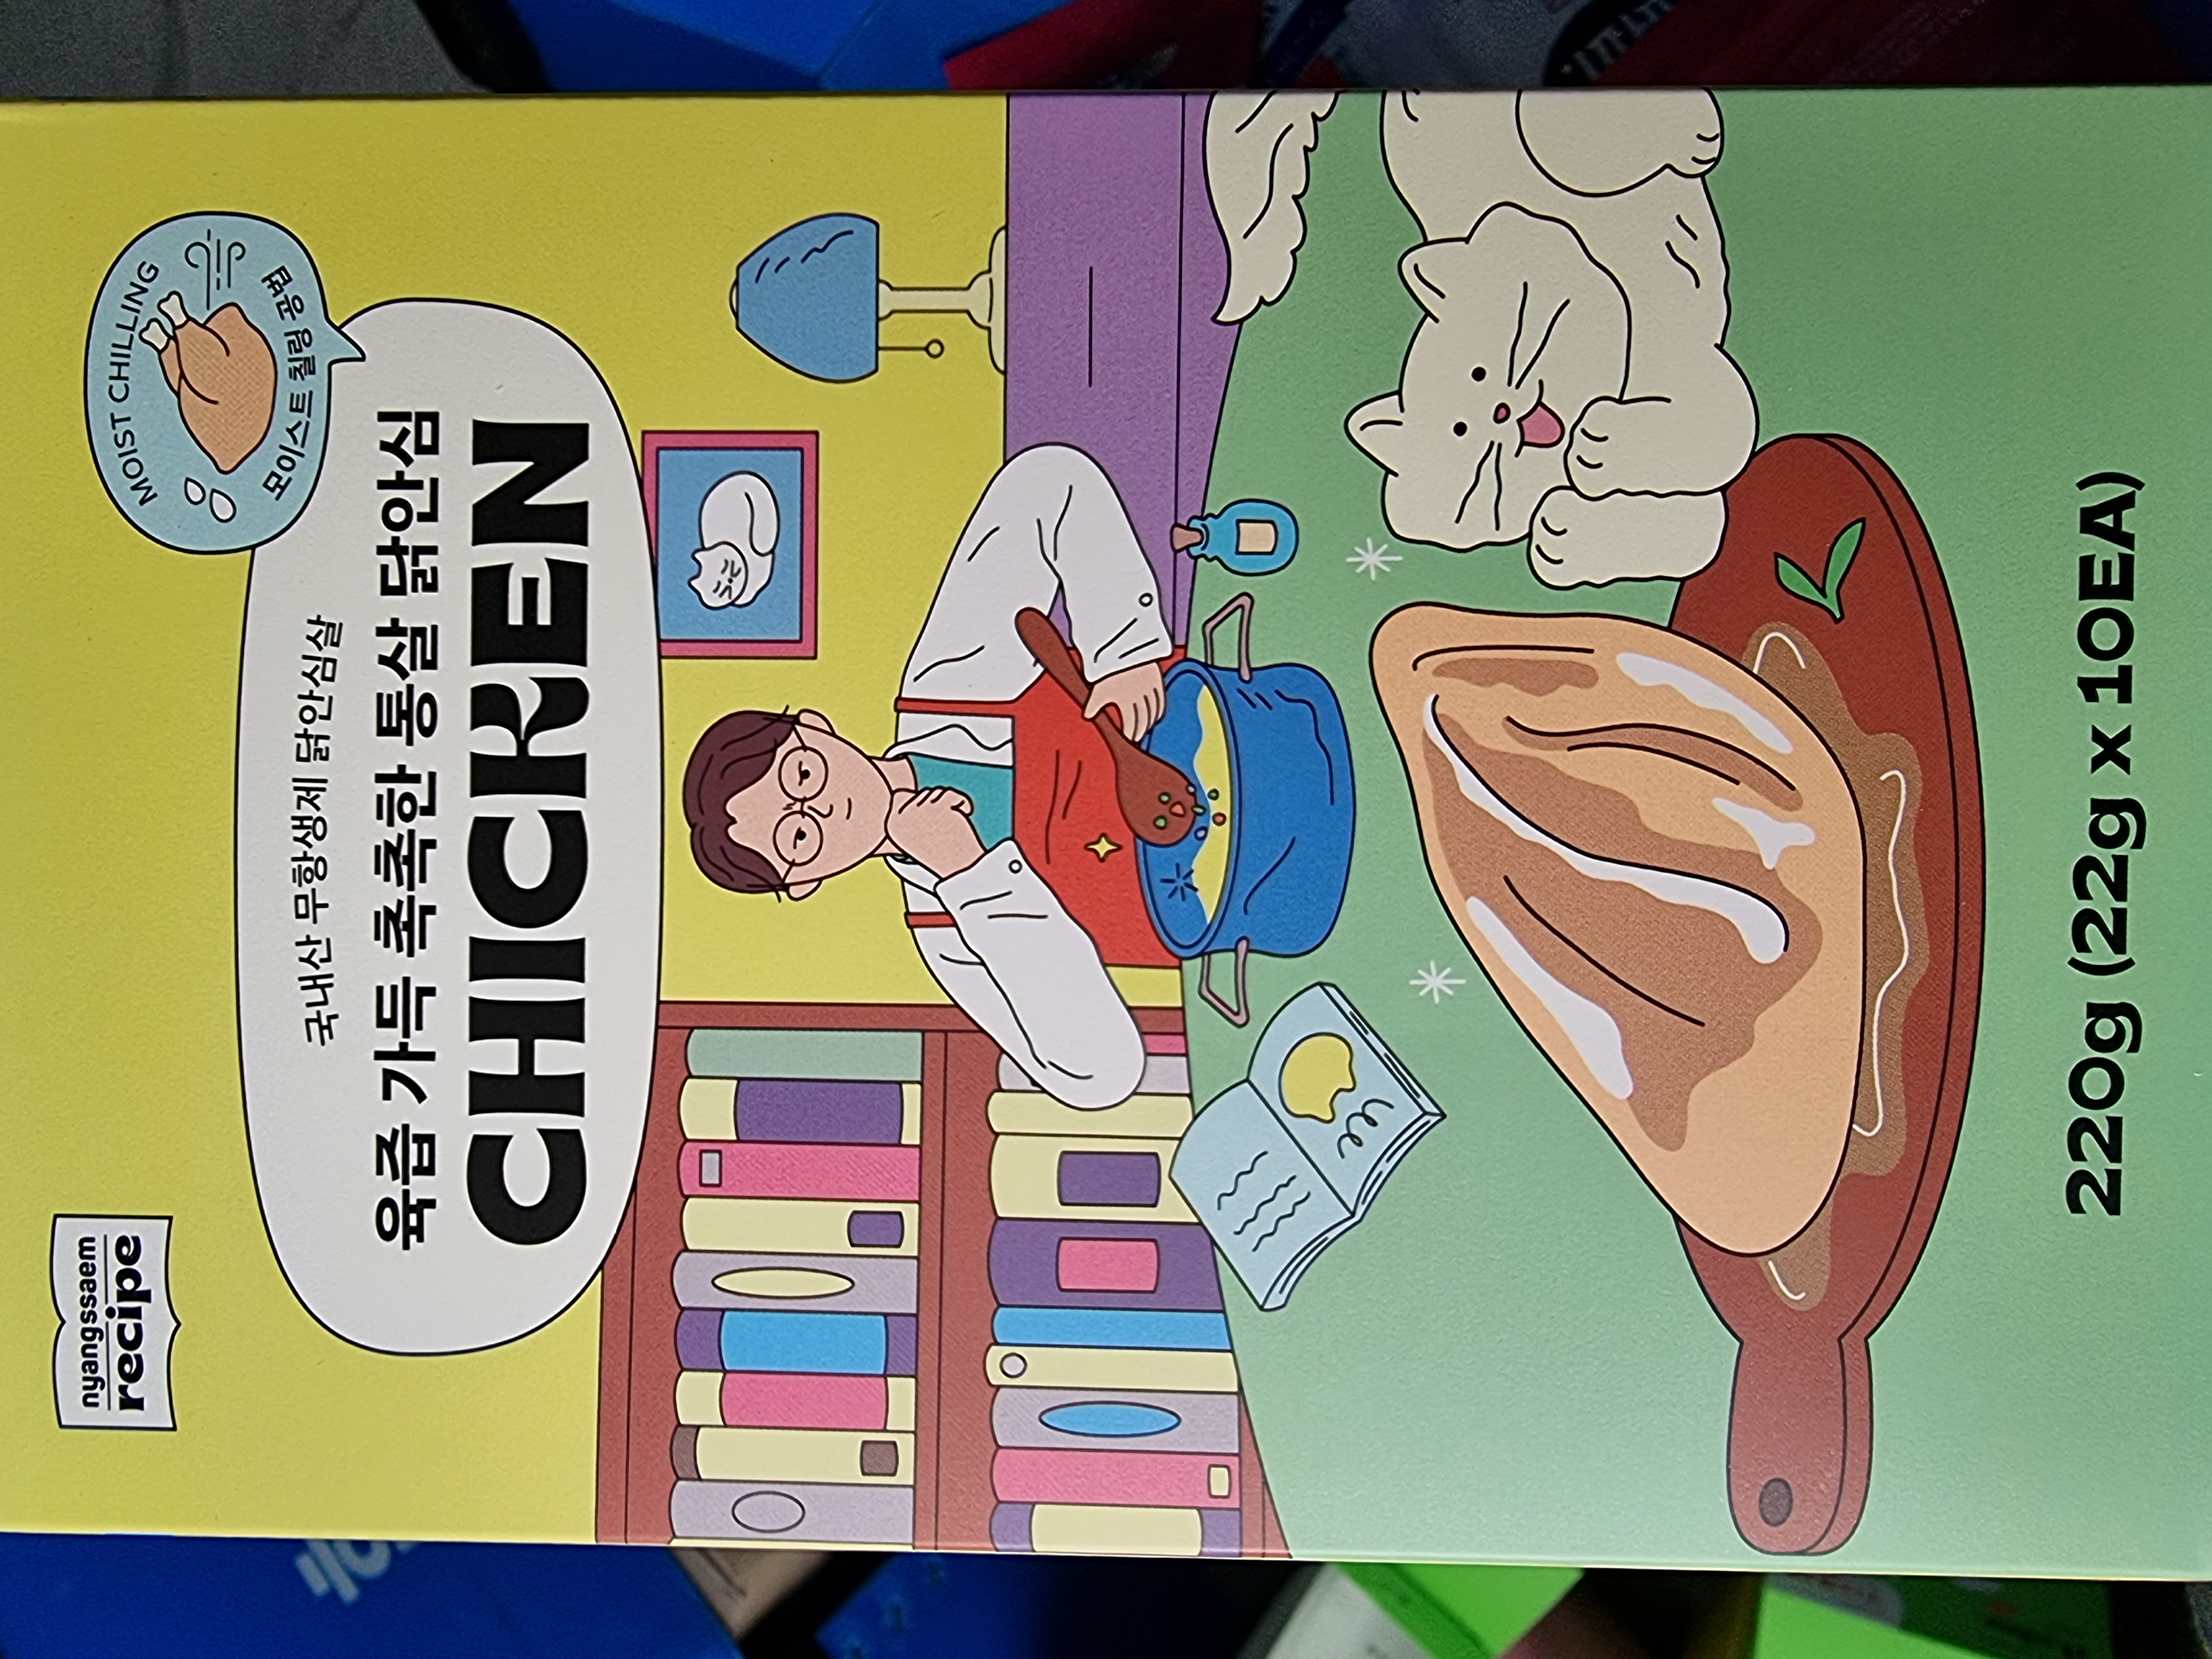 nyangssaem
recipe
MOIST CHILLING
모이스트 칠링 공법
국내산 무항생제 닭안심살
육즙 가득 촉촉한 통살 닭안심
CHICKEN
220g (22g x 10EA)